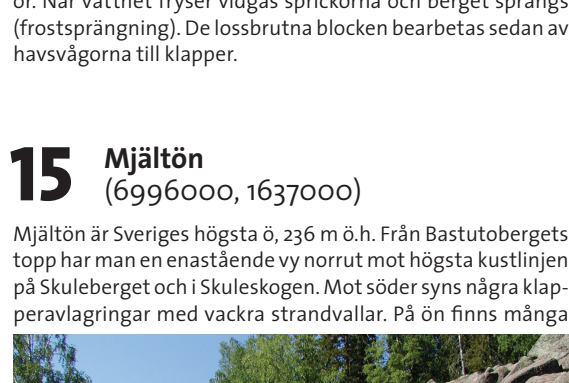 or. När vattnet fryser vidgas sprickorna och berget sprängs
(frostsprängning). De lossbrutna blocken bearbetas sedan av
havsvågorna till klapper.
15 Mjältön
(6996000, 1637000)
Mjältön är Sveriges högsta ö, 236 m ö.h. Från Bastutobergets
topp har man en enastående vy norrut mot högsta kustlinjen
på Skuleberget och i Skuleskogen. Mot söder syns några klap-
peravlagringar med vackra strandvallar. På ön finns många